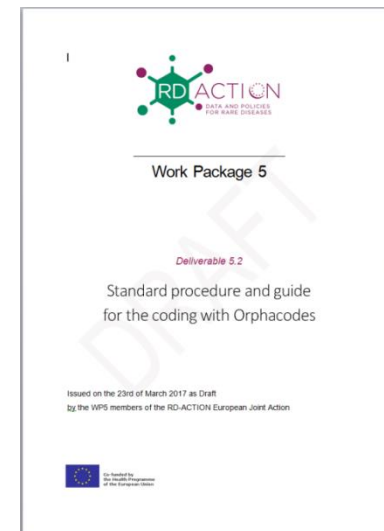 RD ACTION
DATA AND POLICIES
FOR RARE DISEASES
Work Package 5
DRAFT
Deliverable 5.2
Standard procedure and guide
for the coding with Orphacodes
Issued on the 23rd of March 2017 as Draft
by the WP5 members of the RD-ACTION European Joint Action
Co-funded by
the Health Programme
of the European Union